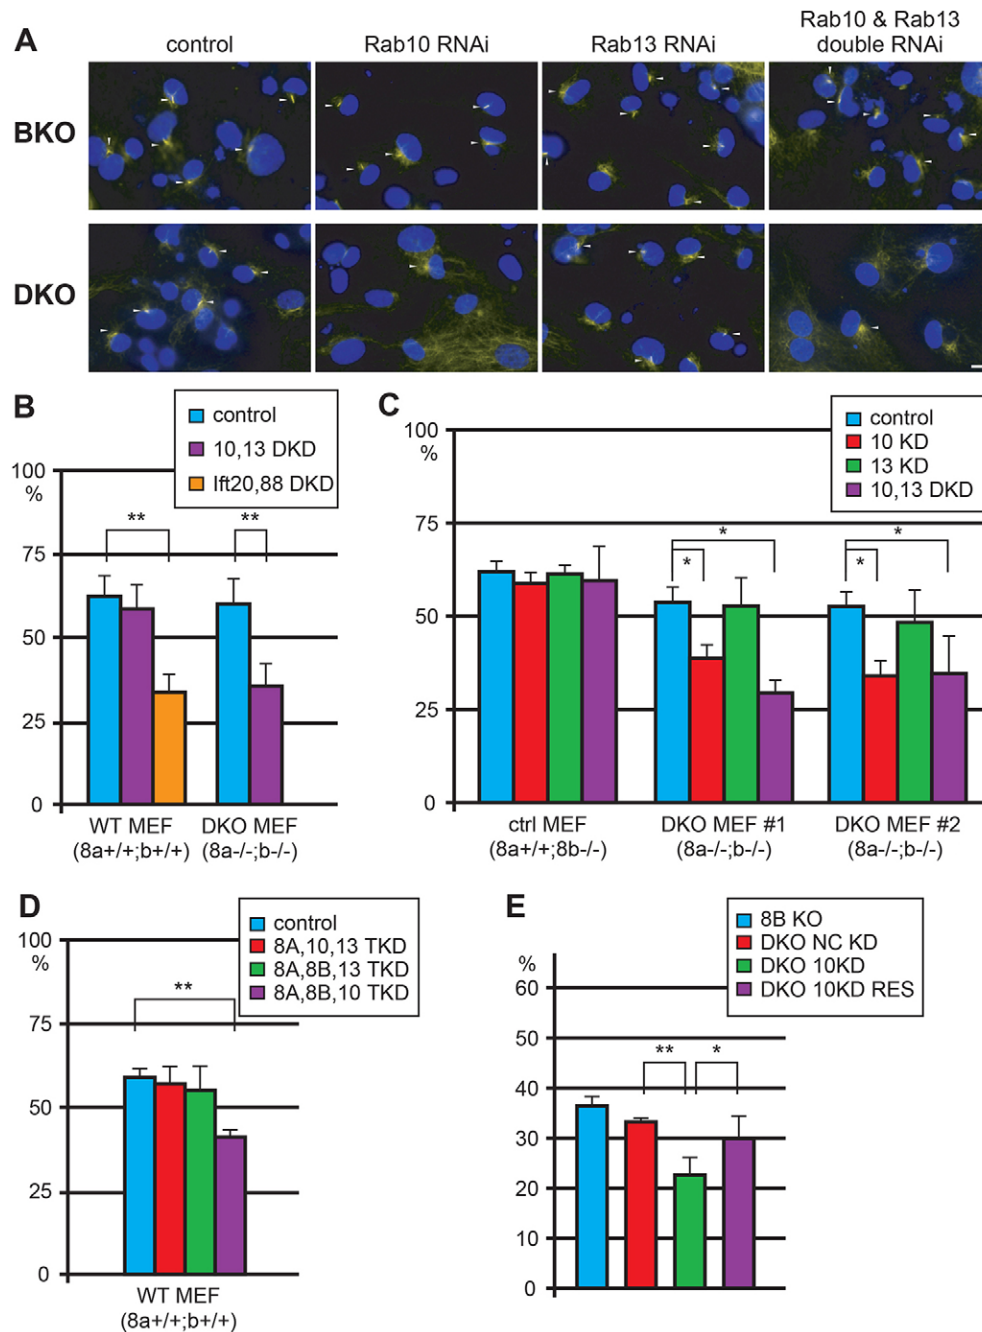 A
control
Rab10 RNAi
Rab13 RNAi
Rab10 & Rab13
double RNAi
BKO
DKO
B
control
10,13 DKD
Ift20,88 DKD
100
%
75
50
25
0
**
**
WT MEF
(8a+/+;b+/+)
DKO MEF
(8a-/-;b-/-)
C
control
10 KD
13 KD
10,13 DKD
100
%
75
50
25
0
*
*
*
*
ctrl MEF
(8a+/+;8b-/-)
DKO MEF #1
(8a-/-;b-/-)
DKO MEF #2
(8a-/-;b-/-)
D
control
8A,10,13 TKD
8A,8B,13 TKD
8A,8B,10 TKD
100
%
75
50
25
0
**
WT MEF
(8a+/+;b+/+)
E
8B KO
DKO NC KD
DKO 10KD
DKO 10KD RES
%
60
50
40
30
20
10
0
**
*